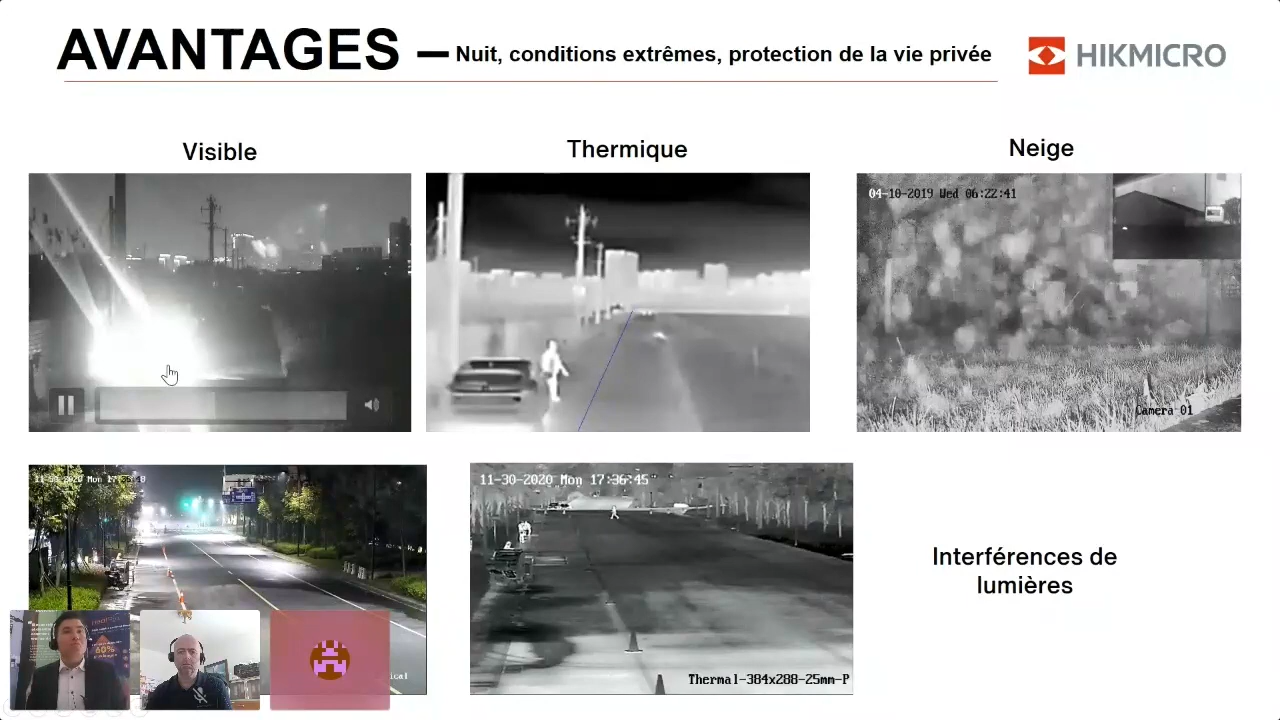 AVANTAGES — Nuit, conditions extrêmes, protection de la vie privée
HIKMICRO
Visible
Thermique
Neige
04-10-2019 Wed 06:22:41
Camera 01
11-30-2020 Mon 17:36:45
Thermal-384x288-25mm-P
Interférences de
lumières
60%